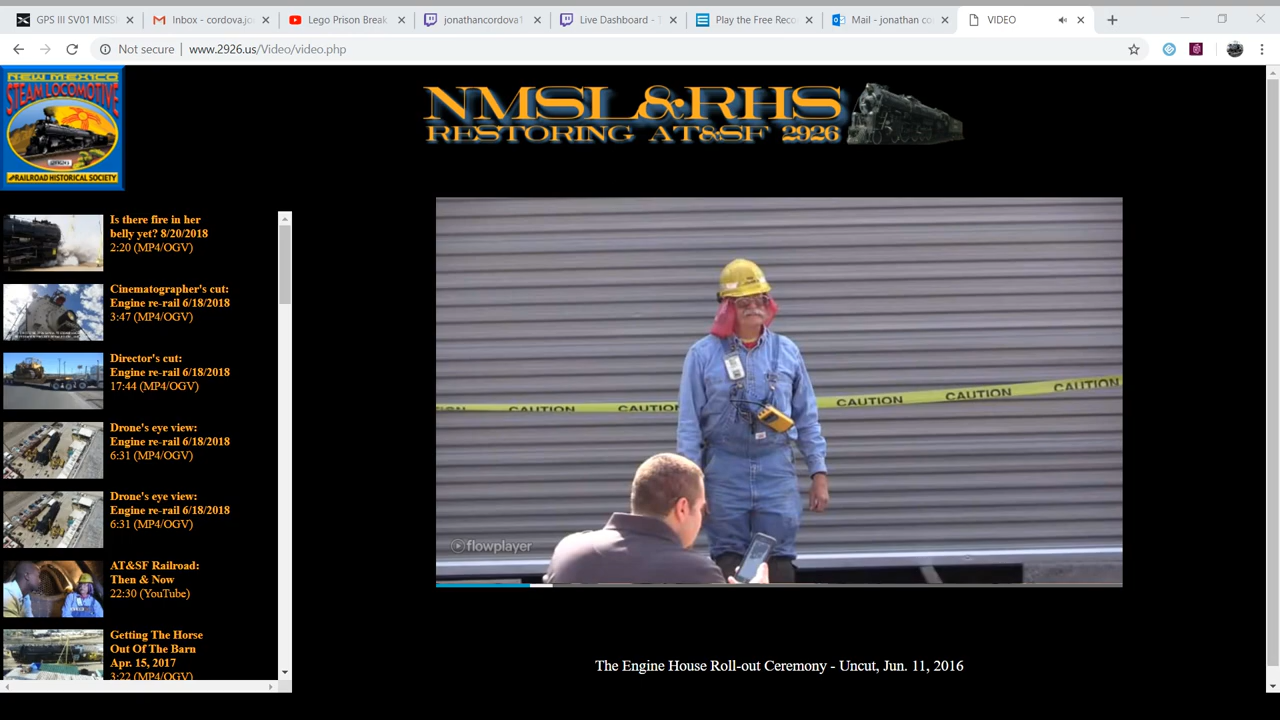 GPS III SV01 MISSI
Inbox - cordova.jo
Lego Prison Break
jonathancordova1
Live Dashboard - T
Play the Free Reco
Mail - jonathan co
VIDEO
Not secure
www.2926.us/Video/video.php
NEW MEXICO
STEAM LOCOMOTIVE
& RAILROAD HISTORICAL SOCIETY
NMSL&RHS
RESTORING AT&SF 2926
Is there fire in her
belly yet? 8/20/2018
2:20 (MP4/OGV)
Cinematographer's cut:
Engine re-rail 6/18/2018
3:47 (MP4/OGV)
Director's cut:
Engine re-rail 6/18/2018
17:44 (MP4/OGV)
Drone's eye view:
Engine re-rail 6/18/2018
6:31 (MP4/OGV)
Drone's eye view:
Engine re-rail 6/18/2018
6:31 (MP4/OGV)
AT&SF Railroad:
Then & Now
22:30 (YouTube)
Getting The Horse
Out Of The Barn
Apr. 15, 2017
3:22 (MP4/OGV)
CAUTION CAUTION CAUTION CAUTION CAUTION
flowplayer
The Engine House Roll-out Ceremony - Uncut, Jun. 11, 2016